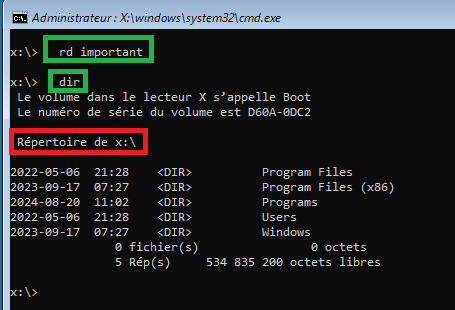 Administrateur : X:\windows\system32\cmd.exe
x:\> rd important
x:\> dir
Le volume dans le lecteur X s’appelle Boot
Le numéro de série du volume est D60A-0DC2
Répertoire de x:\
2022-05-06 21:28 <DIR> Program Files
2023-09-17 07:27 <DIR> Program Files (x86)
2024-08-20 11:02 <DIR> Programs
2022-05-06 21:28 <DIR> Users
2023-09-17 07:27 <DIR> Windows
0 fichier(s) 0 octets
5 Rép(s) 534 835 200 octets libres
x:\>